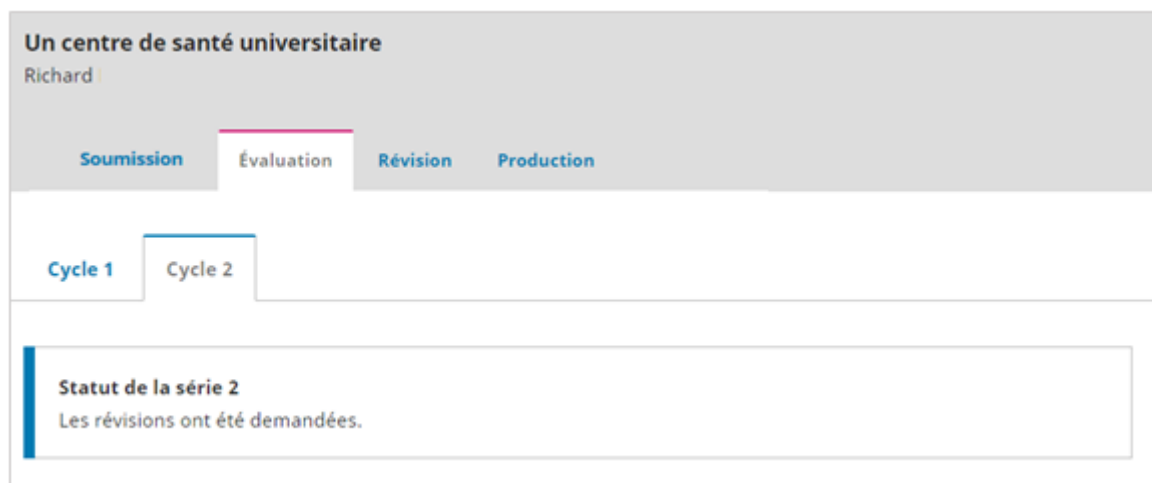 Un centre de santé universitaire
Richard
Soumission Évaluation Révision Production
Cycle 1 Cycle 2
Statut de la série 2
Les révisions ont été demandées.